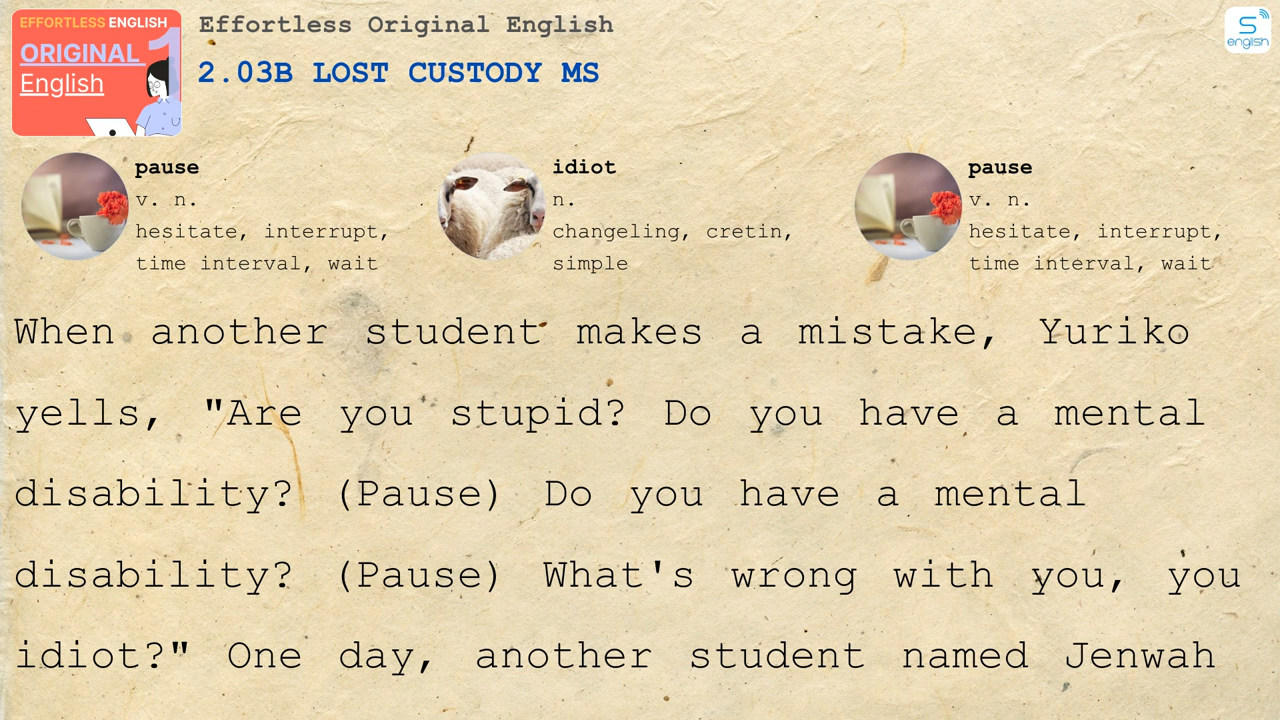 EFFORTLESS ENGLISH
ORIGINAL 1
English
Effortless Original English
2.03B LOST CUSTODY MS
S
english
pause
v. n.
hesitate, interrupt,
time interval, wait
idiot
n.
changeling, cretin,
simple
pause
v. n.
hesitate, interrupt,
time interval, wait
When another student makes a mistake, Yuriko
yells, "Are you stupid? Do you have a mental
disability? (Pause) Do you have a mental
disability? (Pause) What's wrong with you, you
idiot?" One day, another student named Jenwah